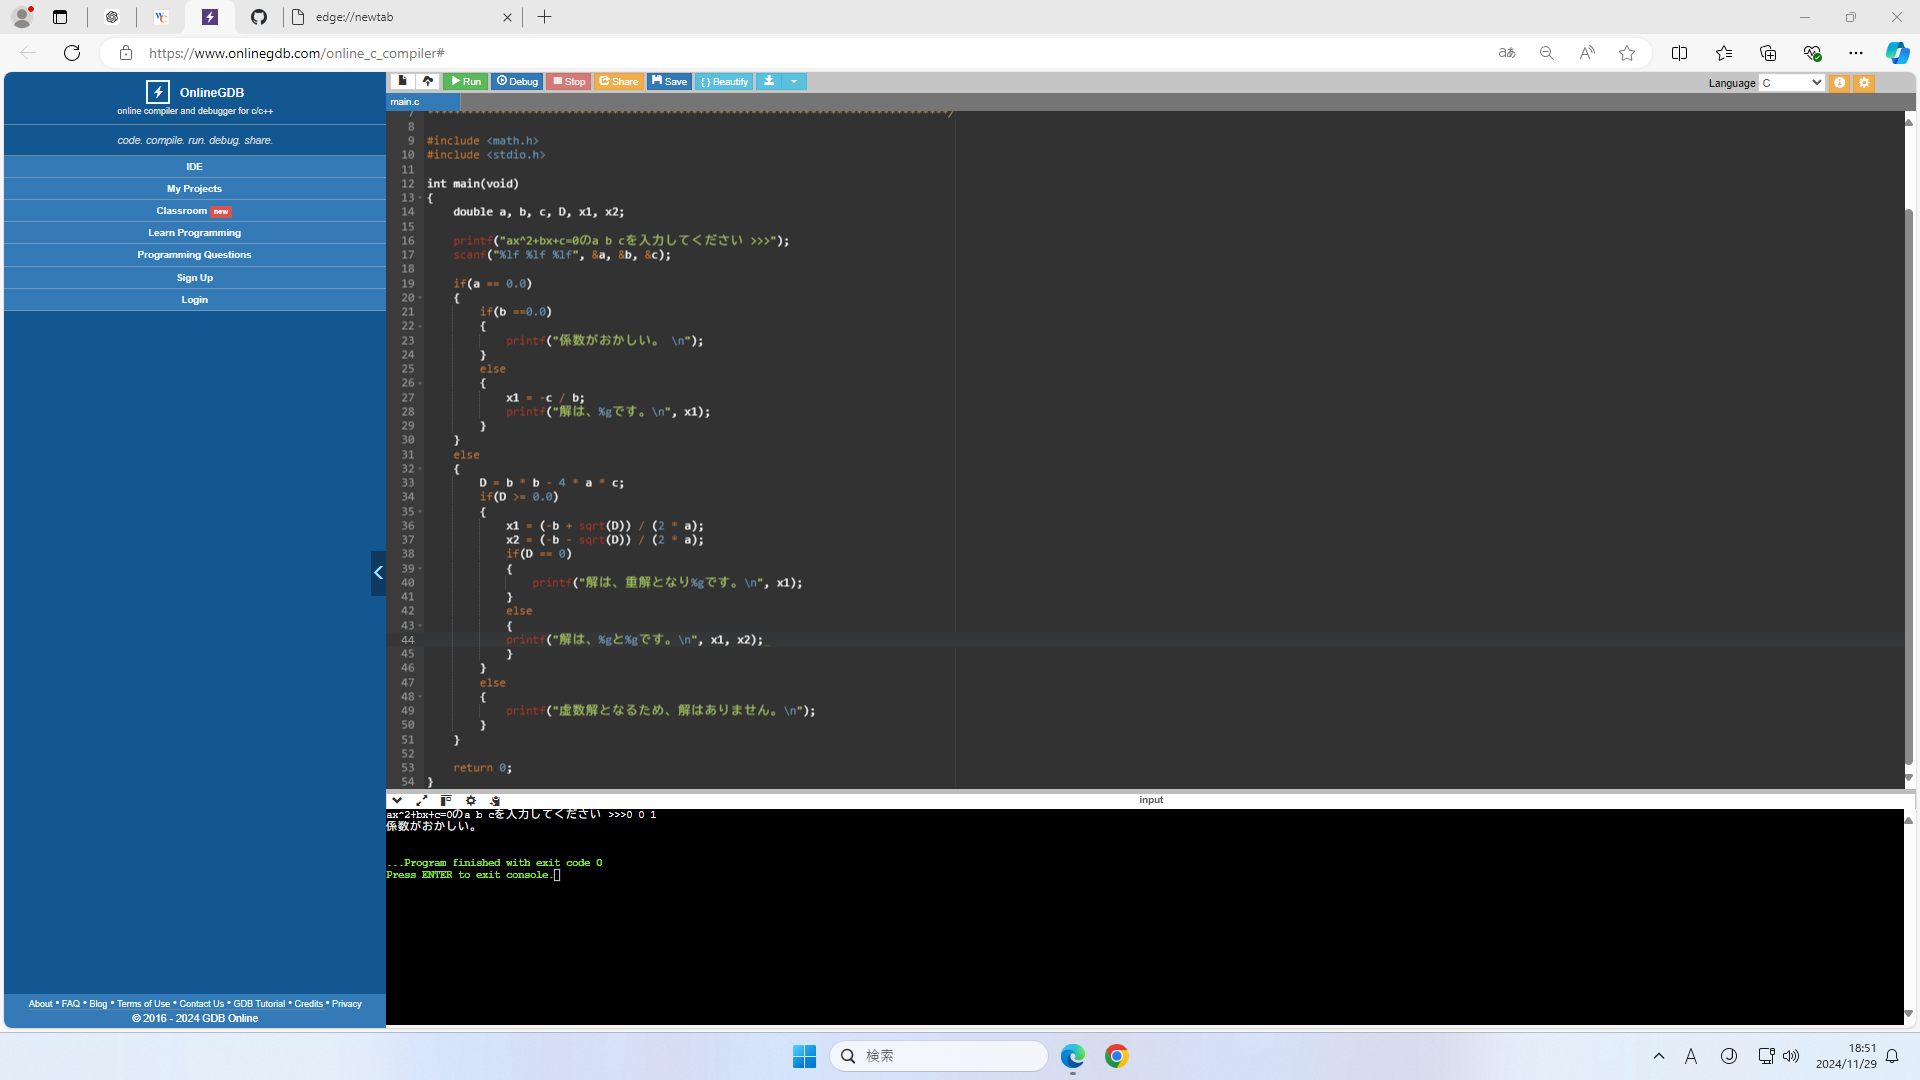 edge://newtab
https://www.onlinegdb.com/online_c_compiler#
OnlineGDB
online compiler and debugger for c/c++
code. compile. run. debug. share.
IDE
My Projects
Classroom new
Learn Programming
Programming Questions
Sign Up
Login
Run Debug Stop Share Save { } Beautify
Language C
main.c
7
8
9 #include <math.h>
10 #include <stdio.h>
11
12 int main(void)
13 {
14 double a, b, c, D, x1, x2;
15
16 printf("ax^2+bx+c=0のa b cを入力してください >>>");
17 scanf("%lf %lf %lf", &a, &b, &c);
18
19 if(a == 0.0)
20 {
21 if(b ==0.0)
22 {
23 printf("係数がおかしい。 \n");
24 }
25 else
26 {
27 x1 = -c / b;
28 printf("解は、%gです。\n", x1);
29 }
30 }
31 else
32 {
33 D = b * b - 4 * a * c;
34 if(D >= 0.0)
35 {
36 x1 = (-b + sqrt(D)) / (2 * a);
37 x2 = (-b - sqrt(D)) / (2 * a);
38 if(D == 0)
39 {
40 printf("解は、重解となり%gです。\n", x1);
41 }
42 else
43 {
44 printf("解は、%gと%gです。\n", x1, x2);
45 }
46 }
47 else
48 {
49 printf("虚数解となるため、解はありません。\n");
50 }
51 }
52
53 return 0;
54 }
input
ax^2+bx+c=0のa b cを入力してください >>>0 0 1
係数がおかしい。
...Program finished with exit code 0
Press ENTER to exit console.
About • FAQ • Blog • Terms of Use • Contact Us • GDB Tutorial • Credits • Privacy
© 2016 - 2024 GDB Online
検索
A
18:51
2024/11/29